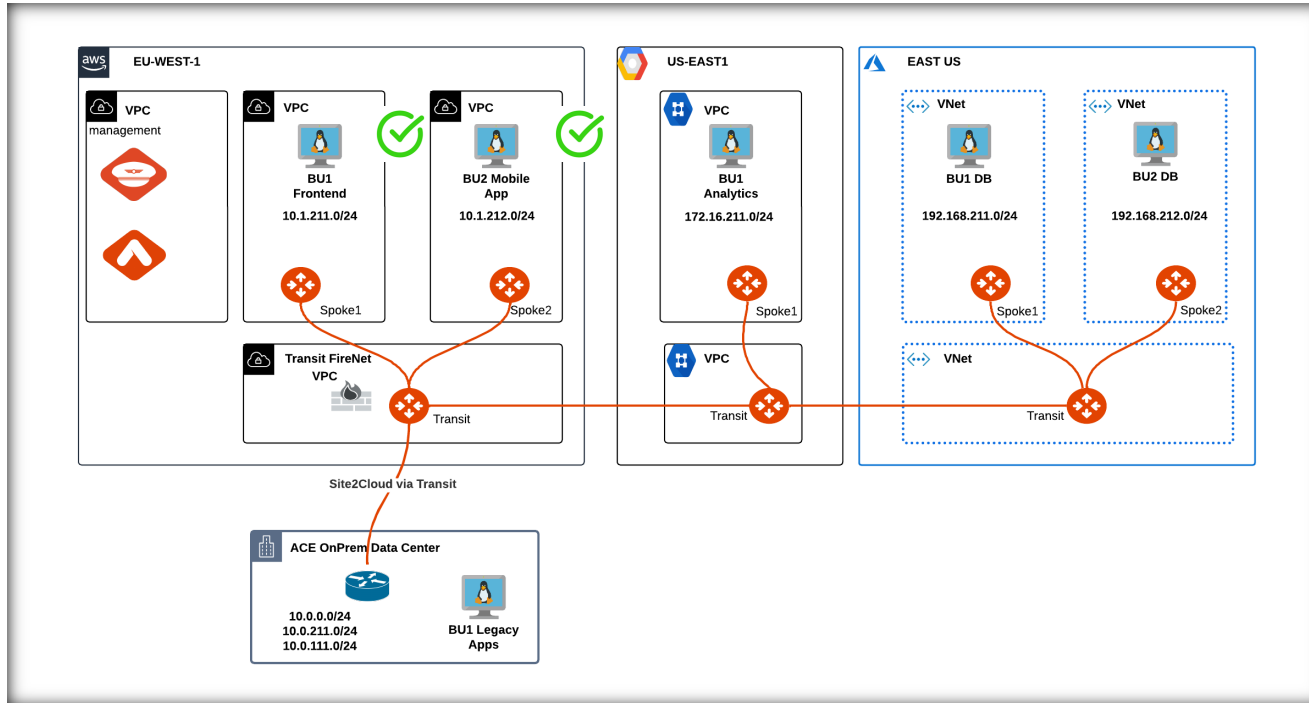 aws
EU-WEST-1
VPC
management
VPC
BU1
Frontend
10.1.211.0/24
Spoke1
VPC
BU2 Mobile
App
10.1.212.0/24
Spoke2
Transit FireNet
VPC
Transit
US-EAST1
VPC
BU1
Analytics
172.16.211.0/24
Spoke1
VPC
Transit
EAST US
VNet
BU1 DB
192.168.211.0/24
Spoke1
VNet
BU2 DB
192.168.212.0/24
Spoke2
VNet
Transit
Site2Cloud via Transit
ACE OnPrem Data Center
10.0.0.0/24
10.0.211.0/24
10.0.111.0/24
BU1 Legacy
Apps